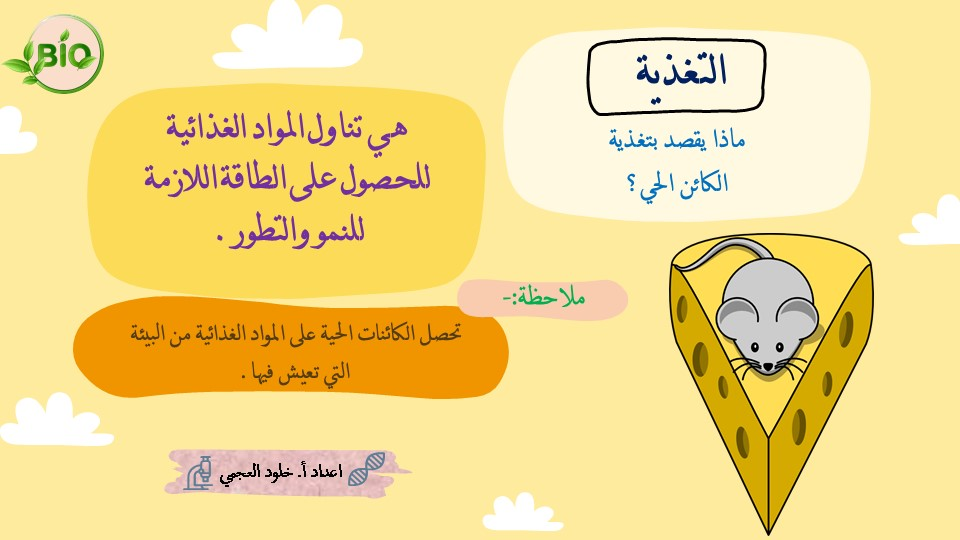 BIO
التغذية
ماذا يقصد بتغذية
الكائن الحي ؟
هي تناول المواد الغذائية
للحصول على الطاقة اللازمة
للنمو والتطور .
ملاحظة:-
تحصل الكائنات الحية على المواد الغذائية من البيئة
التي تعيش فيها .
اعداد أ. خلود العجمي